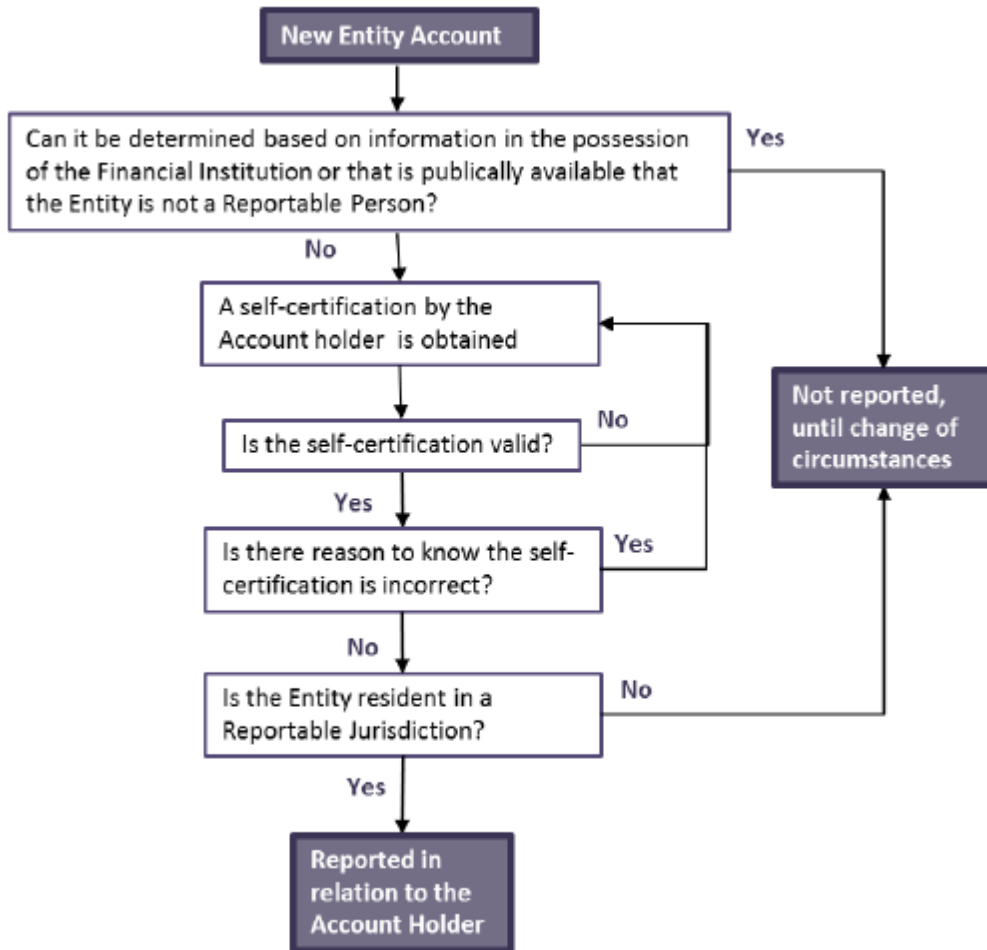 New Entity Account
Can it be determined based on information in the possession
of the Financial Institution or that is publically available that
the Entity is not a Reportable Person?
Yes
No
A self-certification by the
Account holder is obtained
Is the self-certification valid?
No
Not reported,
until change of
circumstances
Yes
Is there reason to know the self-
certification is incorrect?
Yes
No
Is the Entity resident in a
Reportable Jurisdiction?
No
Yes
Reported in
relation to the
Account Holder